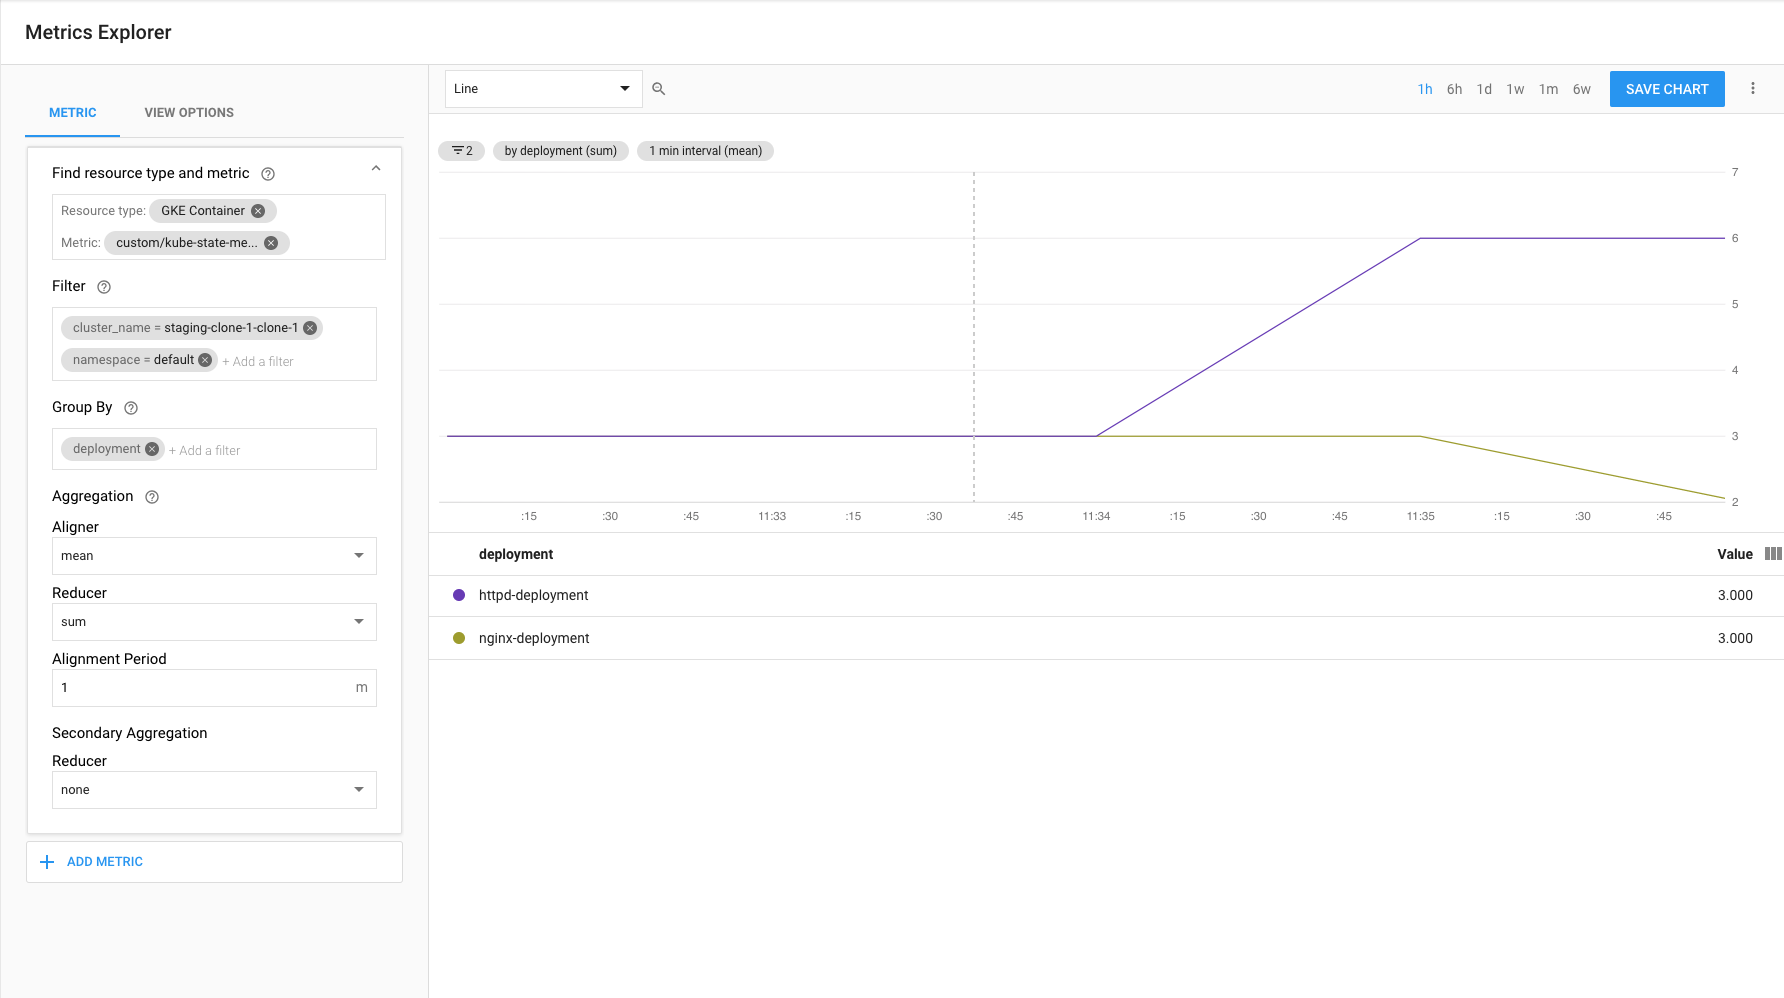 Metrics Explorer
METRIC VIEW OPTIONS
Find resource type and metric
Resource type: GKE Container
Metric: custom/kube-state-me...
Filter
cluster_name = staging-clone-1-clone-1
namespace = default + Add a filter
Group By
deployment + Add a filter
Aggregation
Aligner
mean
Reducer
sum
Alignment Period
1 m
Secondary Aggregation
Reducer
none
ADD METRIC
Line 1h 6h 1d 1w 1m 6w SAVE CHART
2 by deployment (sum) 1 min interval (mean)
7
6
5
4
3
2
:15 :30 :45 11:33 :15 :30 :45 11:34 :15 :30 :45 11:35 :15 :30 :45
deployment Value
httpd-deployment 3.000
nginx-deployment 3.000